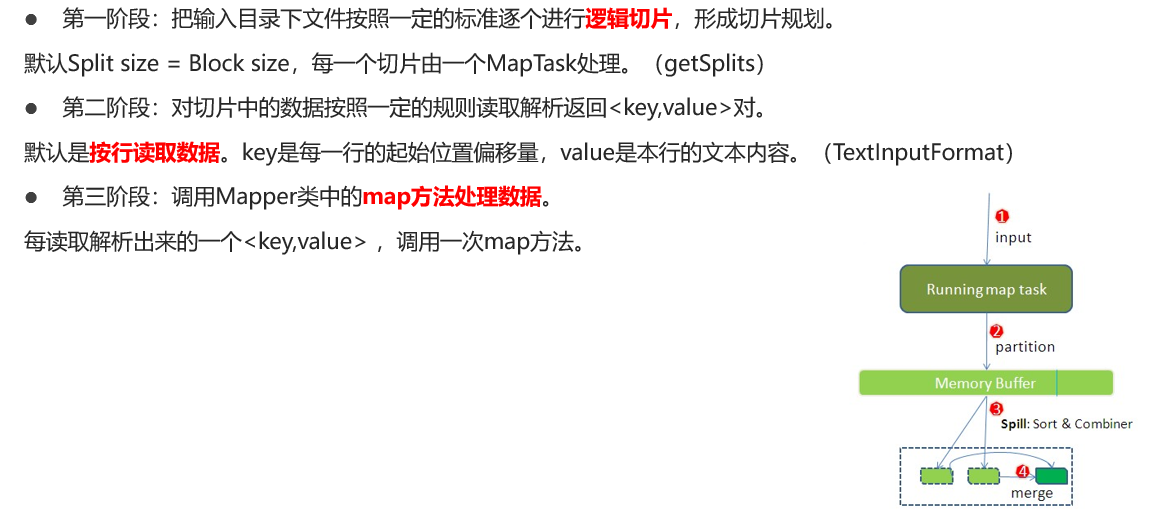 ● 第一阶段：把输入目录下文件按照一定的标准逐个进行逻辑切片，形成切片规划。
默认Split size = Block size，每一个切片由一个MapTask处理。（getSplits）
● 第二阶段：对切片中的数据按照一定的规则读取解析返回<key,value>对。
默认是按行读取数据。key是每一行的起始位置偏移量，value是本行的文本内容。（TextInputFormat）
● 第三阶段：调用Mapper类中的map方法处理数据。
每读取解析出来的一个<key,value> ，调用一次map方法。
1
input
Running map task
2
partition
Memory Buffer
3
Spill: Sort & Combiner
4
merge